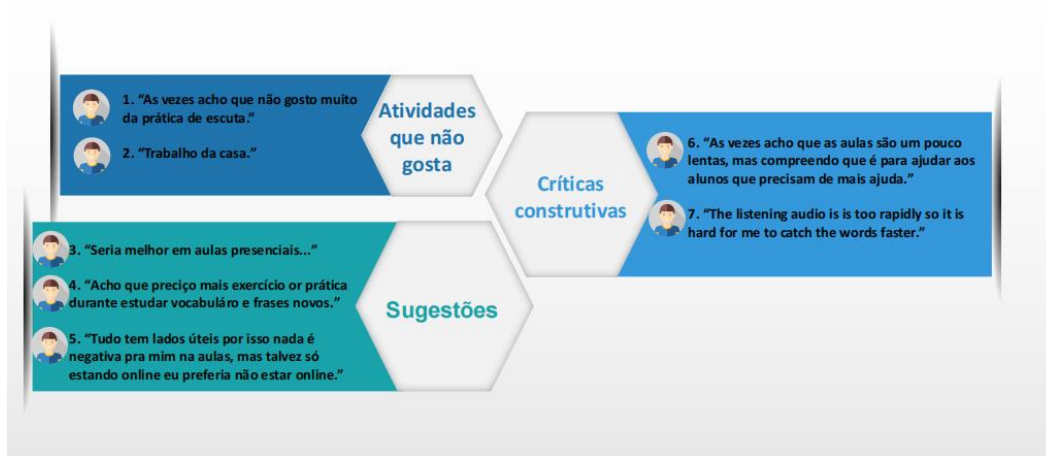 1. “As vezes acho que não gosto muito
da prática de escuta.”
2. “Trabalho da casa.”
Atividades
que não
gosta
3. “Seria melhor em aulas presenciais...”
4. “Acho que preciço mais exercício or prática
durante estudar vocabuláro e frases novos.”
5. “Tudo tem lados úteis por isso nada é
negativa pra mim na aulas, mas talvez só
estando online eu preferia não estar online.”
Sugestões
Críticas
construtivas
6. “As vezes acho que as aulas são um pouco
lentas, mas compreendo que é para ajudar aos
alunos que precisam de mais ajuda.”
7. “The listening audio is is too rapidly so it is
hard for me to catch the words faster.”